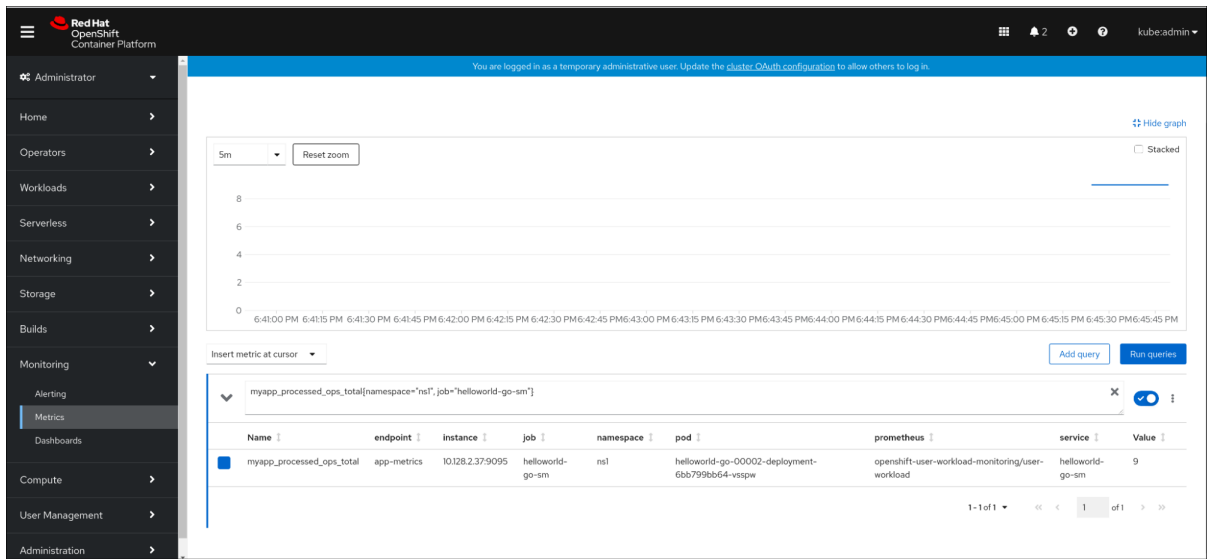 Red Hat
OpenShift
Container Platform
2
kube:admin
Administrator
You are logged in as a temporary administrative user. Update the cluster OAuth configuration to allow others to log in.
Home
Operators
Workloads
Serverless
Networking
Storage
Builds
Monitoring
Alerting
Metrics
Dashboards
Compute
User Management
Administration
Hide graph
5m
Reset zoom
Stacked
8
6
4
2
0
6:41:00 PM 6:41:15 PM 6:41:30 PM 6:41:45 PM 6:42:00 PM 6:42:15 PM 6:42:30 PM 6:42:45 PM 6:43:00 PM 6:43:15 PM 6:43:30 PM 6:43:45 PM 6:44:00 PM 6:44:15 PM 6:44:30 PM 6:44:45 PM 6:45:00 PM 6:45:15 PM 6:45:30 PM 6:45:45 PM
Insert metric at cursor
Add query
Run queries
myapp_processed_ops_total{namespace="ns1", job="helloworld-go-sm"}
Name endpoint instance job namespace pod prometheus service Value
myapp_processed_ops_total app-metrics 10.128.2.37:9095 helloworld- ns1 helloworld-go-00002-deployment- openshift-user-workload-monitoring/user- helloworld- 9
go-sm 6bb799bb64-vsspw workload go-sm
1 - 1 of 1
1 of 1